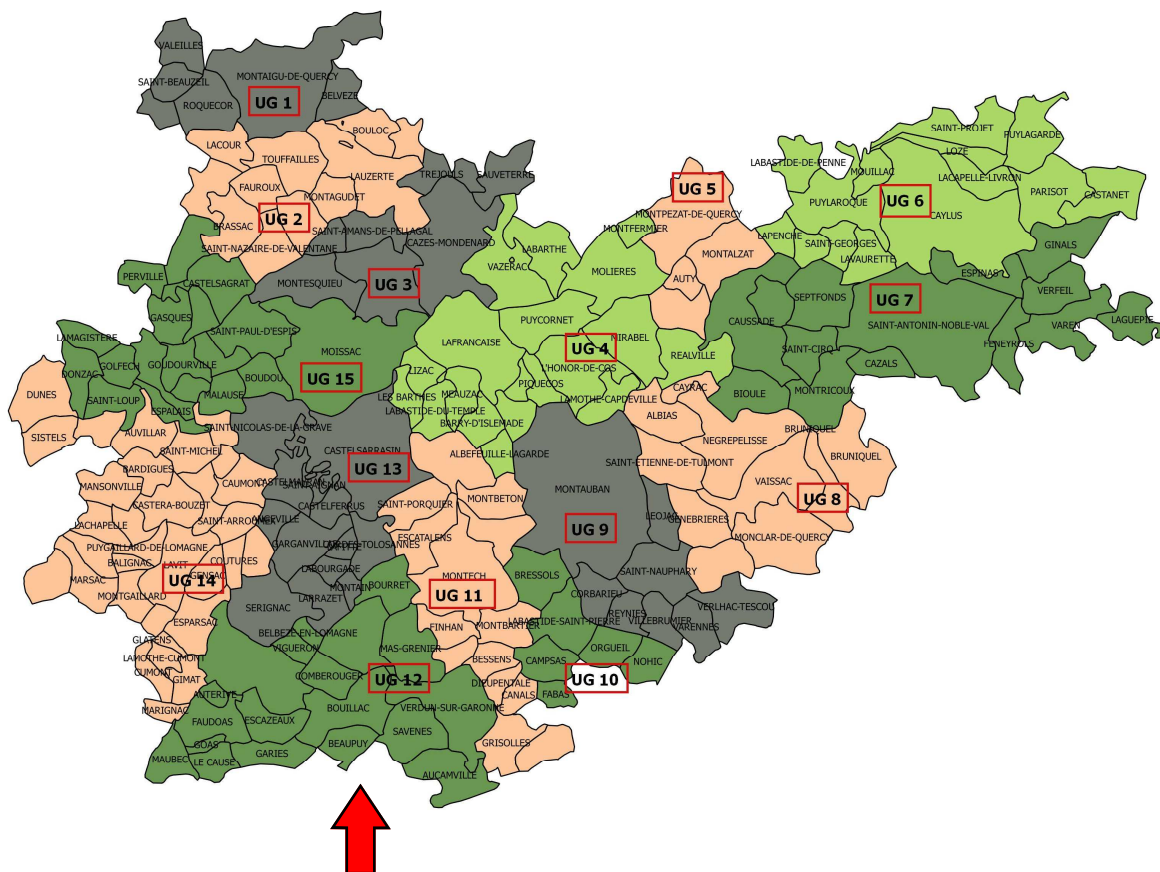 VALEILLES
SAINT-BEAUZEIL
MONTAIGU-DE-QUERCY
ROQUECOR
UG 1
BELVEZE
BOULOC
LACOUR
TOUFFAILLES
LAUZERTE
FAUROUX
MONTAGUDET
UG 2
BRASSAC
SAINT-NAZAIRE-DE-VALENTANE
TREJOULS
SAUVETERRE
SAINT-AMANS-DE-PELLAGAL
CAZES-MONDENARD
MONTESQUIEU
UG 3
UG 5
MONTPEZAT-DE-QUERCY
MONTFERMIER
MONTALZAT
AUTY
LABARTHE
VAZERAC
MOLIERES
PUYCORNET
LAFRANCAISE
UG 4
MIRABEL
REALVILLE
L'HONOR-DE-COS
PIQUECOS
LAMOTHE-CAPDEVILLE
LIZAC
MEAUZAC
LES BARTHES
LABASTIDE-DU-TEMPLE
BARRY-D'ISLEMADE
ALBEFEUILLE-LAGARDE
SAINT-PROJET
PUYLAGARDE
LABASTIDE-DE-PENNE
LOZE
MOUILLAC
LACAPELLE-LIVRON
PARISOT
CASTANET
PUYLAROQUE
UG 6
CAYLUS
LAPENCHE
SAINT-GEORGES
LAVAURETTE
GINALS
ESPINAS
VERFEIL
SEPTFONDS
UG 7
CAUSSADE
SAINT-ANTONIN-NOBLE-VAL
VAREN
LAGUEPIE
FENEYROLS
SAINT-CIRQ
CAZALS
BIOULE
MONTRICOUX
PERVILLE
CASTELSAGRAT
GASQUES
SAINT-PAUL-D'ESPIS
LAMAGISTERE
GOLFECH
GOUDOURVILLE
DONZAC
MOISSAC
BOUDOU
UG 15
MALAUSE
SAINT-LOUP
ESPALAIS
DUNES
SISTELS
AUVILLAR
SAINT-MICHEL
BARDIGUES
MANSONVILLE
CAUMONT
CASTERA-BOUZET
SAINT-ARROUMEX
LACHAPELLE
PUYGAILLARD-DE-LOMAGNE
BALIGNAC
LAVIT
COUTURES
MARSAC
UG 14
GENSAC
MONTGAILLARD
ESPARSAC
GLATENS
LAMOTHE-CUMONT
CUMONT
GIMAT
MARIGNAC
SAINT-NICOLAS-DE-LA-GRAVE
CASTELSARRASIN
UG 13
CASTELMAYRAN
SAINT-AIGNAN
CASTELFERRUS
ANGEVILLE
GARGANVILLAR
LAFITTE
CORDES-TOLOSANNES
LABOURGADE
MONTAIN
LARRAZET
SERIGNAC
CAYRAC
ALBIAS
NEGREPELISSE
BRUNIQUEL
BRUNIQUEL
SAINT-ETIENNE-DE-TULMONT
VAISSAC
UG 8
GENEBRIERES
MONCLAR-DE-QUERCY
MONTAUBAN
UG 9
LEOJAC
SAINT-NAUPHARY
CORBARIEU
REYNIES
VILLEBRUMIER
VERLHAC-TESCOU
VARENNES
MONTBETON
SAINT-PORQUIER
ESCATALENS
MONTECH
UG 11
FINHAN
MONTBARTIER
BESSENS
DIEUPENTALE
CANALS
GRISOLLES
BRESSOLS
LABASTIDE-SAINT-PIERRE
ORGUEIL
NOHIC
CAMPSAS
UG 10
FABAS
BOURRET
BELBEZE-EN-LOMAGNE
VIGUERON
MAS-GRENIER
COMBEROUGER
UG 12
AUTERIVE
BOUILLAC
VERDUN-SUR-GARONNE
FAUDOAS
ESCAZEAUX
SAVENES
GOAS
BEAUPUY
MAUBEC
LE CAUSE
GARIES
AUCAMVILLE